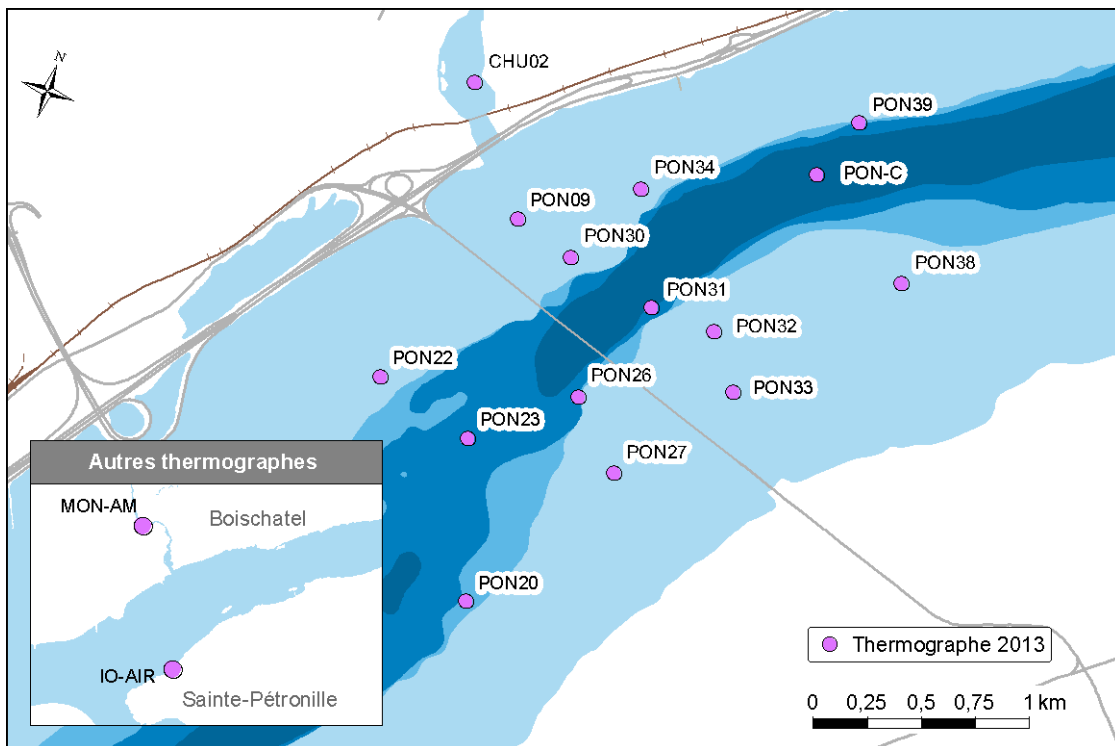 N
CHU02
PON39
PON34
PON-C
PON09
PON30
PON38
PON31
PON32
PON22
PON26
PON33
PON23
PON27
Autres thermographes
MON-AM
Boischatel
PON20
IO-AIR
Sainte-Pétronille
Thermographe 2013
0 0,25 0,5 0,75 1 km